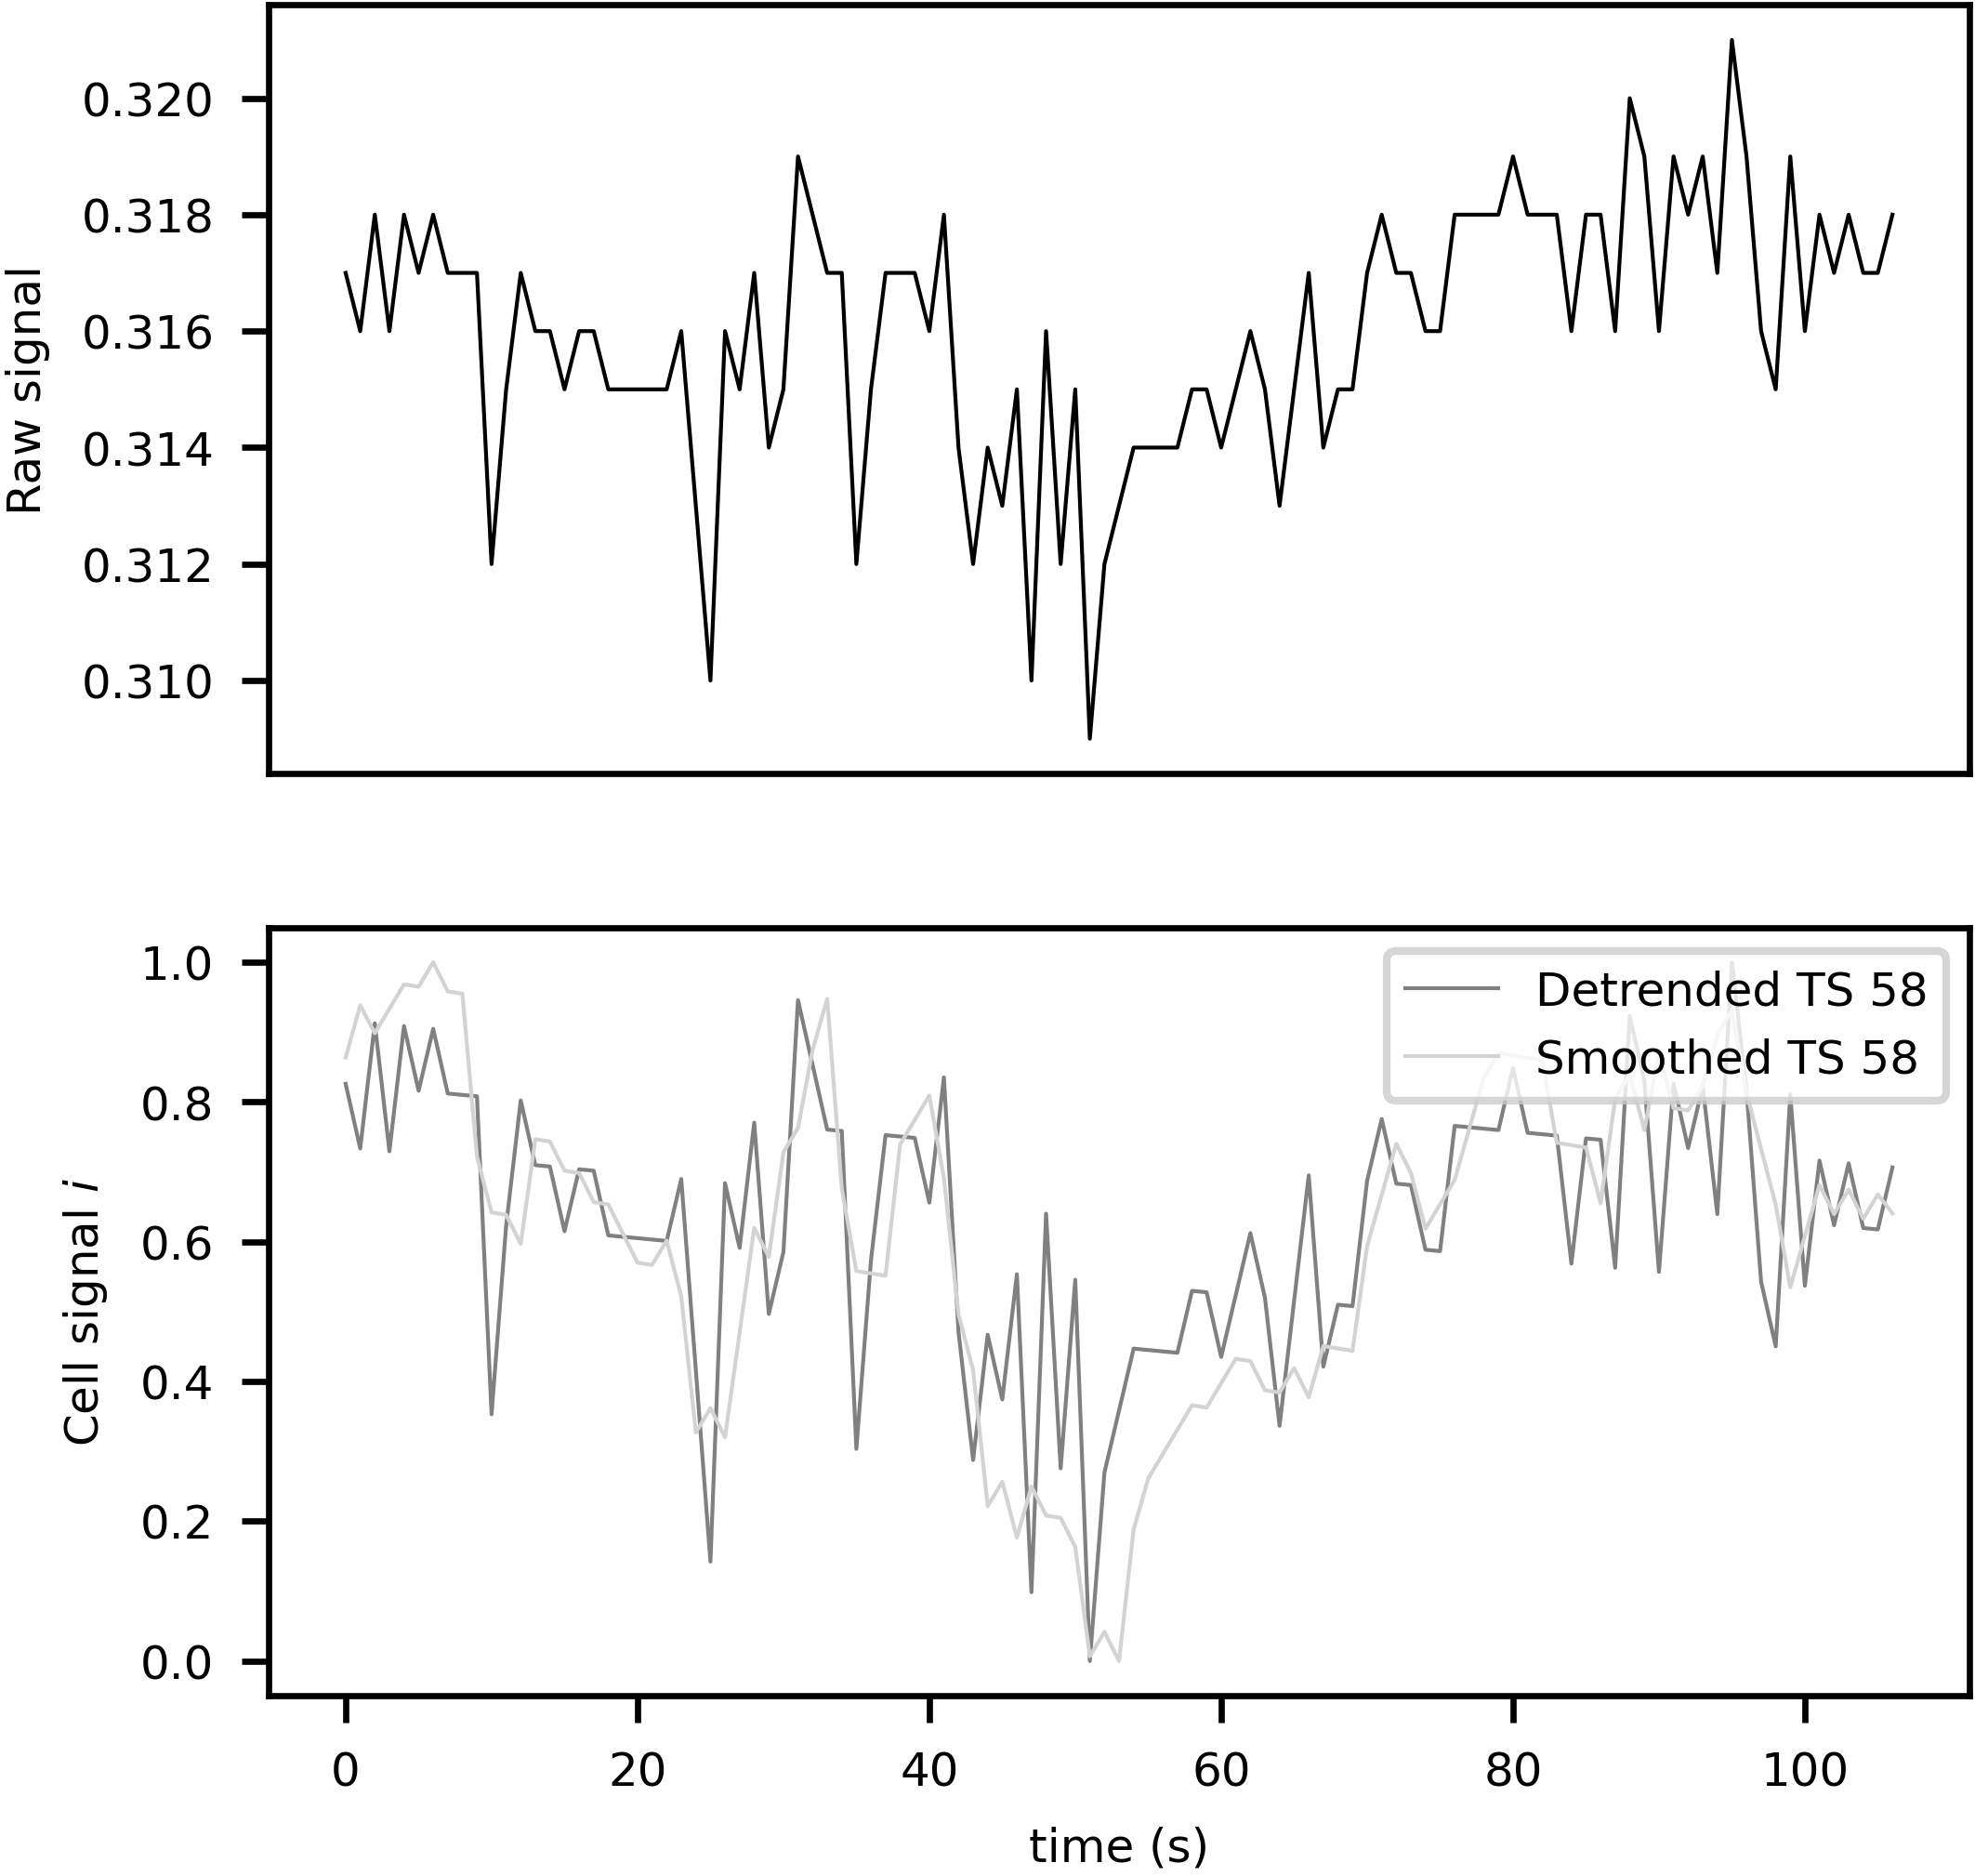 Raw signal
0.320
0.318
0.316
0.314
0.312
0.310
Cell signal i
1.0
0.8
0.6
0.4
0.2
0.0
Detrended TS 58
Smoothed TS 58
0 20 40 60 80 100
time (s)